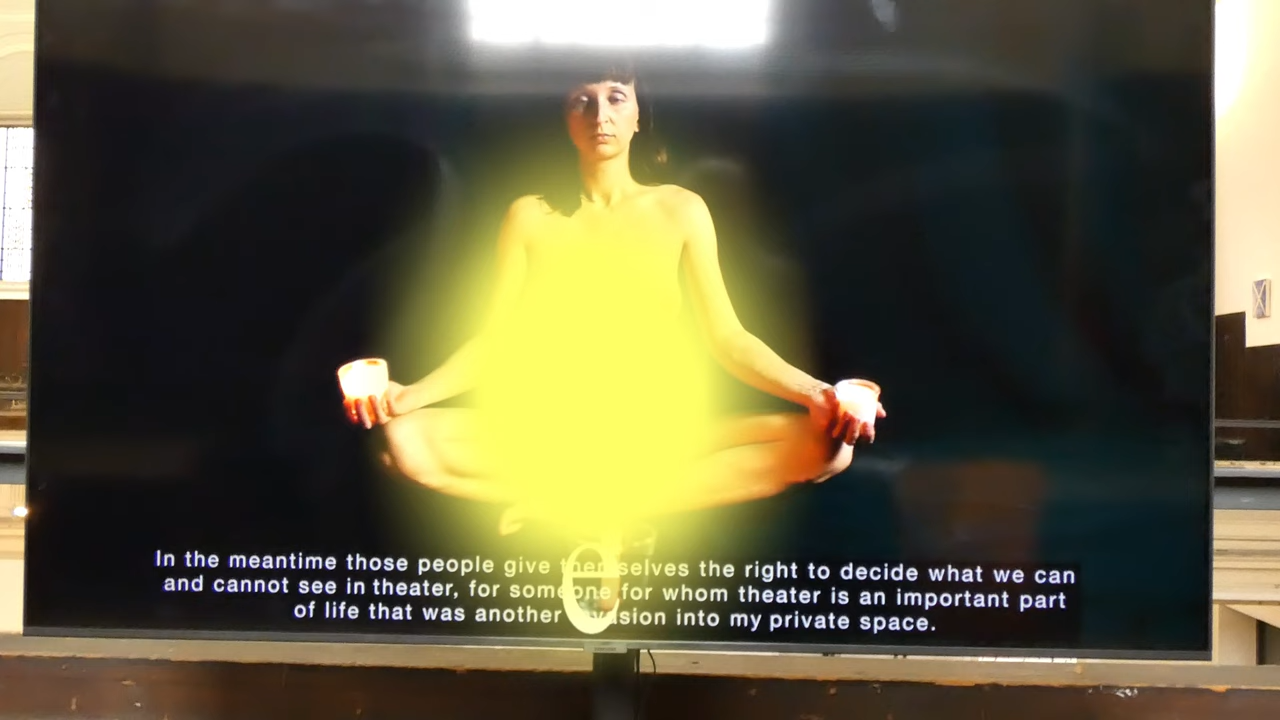 In the meantime those people give themselves the right to decide what we can
and cannot see in theater, for someone for whom theater is an important part
of life that was another invasion into my private space.
e